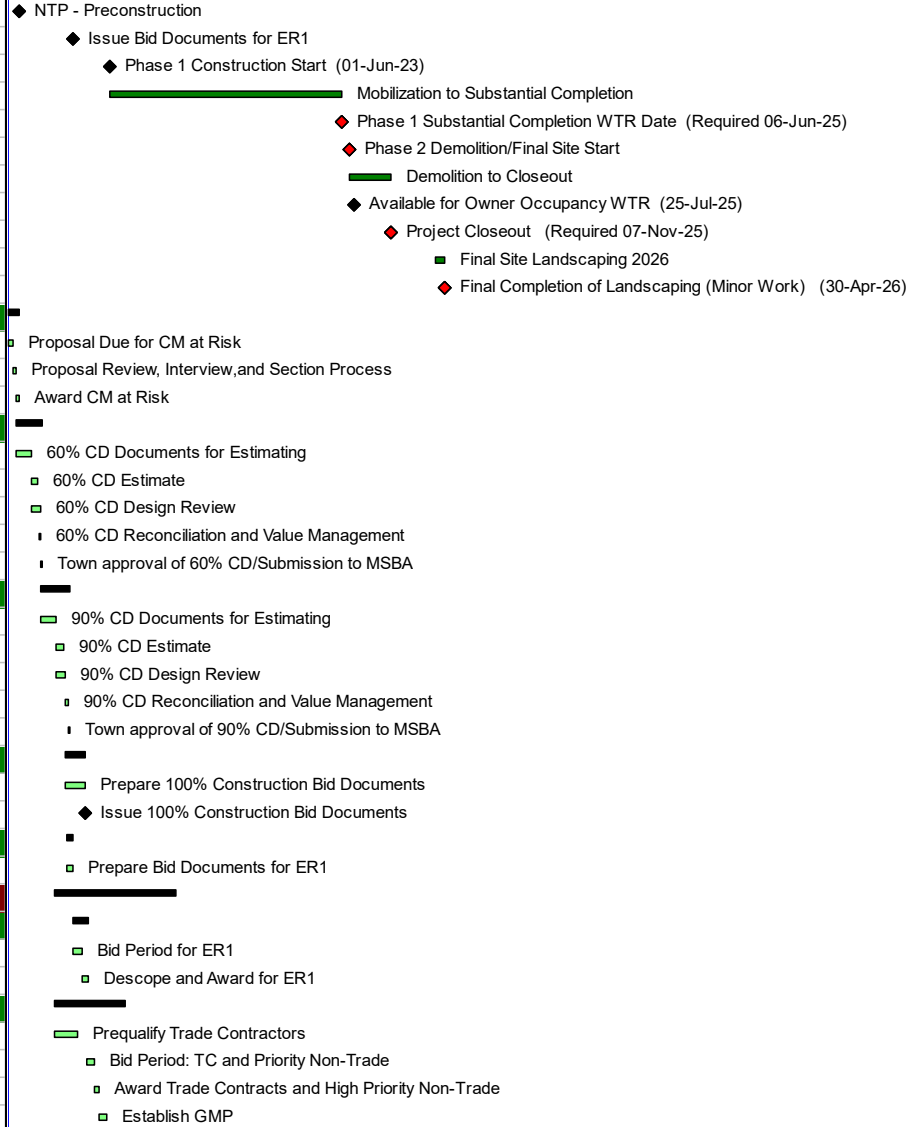 NTP - Preconstruction
Issue Bid Documents for ER1
Phase 1 Construction Start (01-Jun-23)
Mobilization to Substantial Completion
Phase 1 Substantial Completion WTR Date (Required 06-Jun-25)
Phase 2 Demolition/Final Site Start
Demolition to Closeout
Available for Owner Occupancy WTR (25-Jul-25)
Project Closeout (Required 07-Nov-25)
Final Site Landscaping 2026
Final Completion of Landscaping (Minor Work) (30-Apr-26)
Proposal Due for CM at Risk
Proposal Review, Interview,and Section Process
Award CM at Risk
60% CD Documents for Estimating
60% CD Estimate
60% CD Design Review
60% CD Reconciliation and Value Management
Town approval of 60% CD/Submission to MSBA
90% CD Documents for Estimating
90% CD Estimate
90% CD Design Review
90% CD Reconciliation and Value Management
Town approval of 90% CD/Submission to MSBA
Prepare 100% Construction Bid Documents
Issue 100% Construction Bid Documents
Prepare Bid Documents for ER1
Bid Period for ER1
Descope and Award for ER1
Prequalify Trade Contractors
Bid Period: TC and Priority Non-Trade
Award Trade Contracts and High Priority Non-Trade
Establish GMP